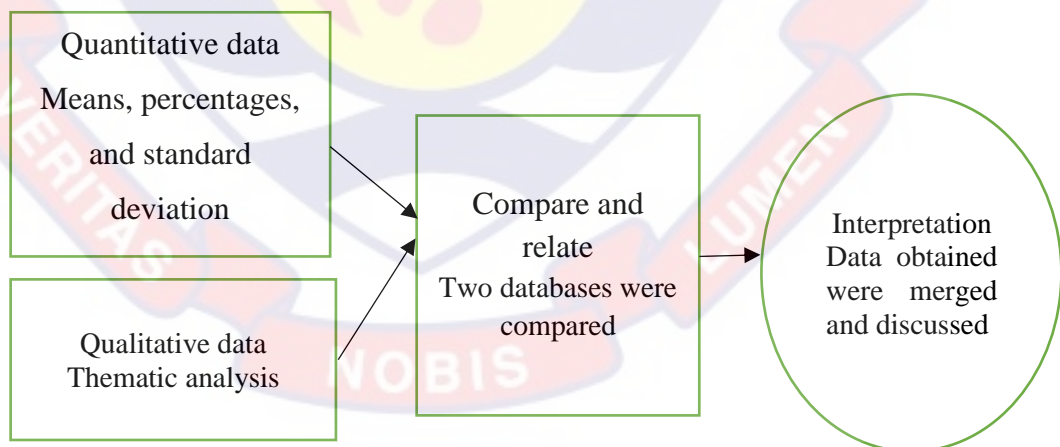 Quantitative data
Means, percentages,
and standard
deviation
Qualitative data
Thematic analysis
Compare and
relate
Two databases were
compared
Interpretation
Data obtained
were merged
and discussed
VERITAS
NOBIS
LUMEN